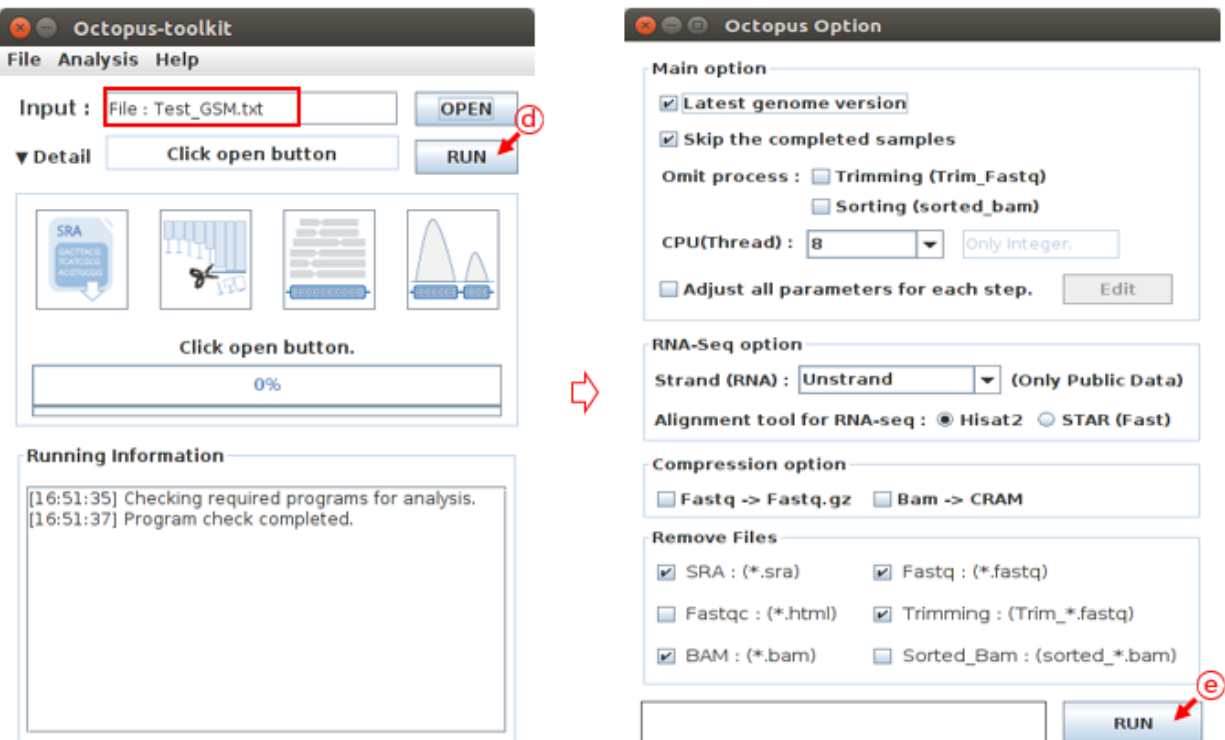 Octopus-toolkit
File Analysis Help
Input : File : Test_GSM.txt OPEN
d
▼ Detail Click open button RUN
SRA
GACTTACG
TCATCGCG
ACGTGCGG
Click open button.
0%
Running Information
[16:51:35] Checking required programs for analysis.
[16:51:37] Program check completed.
Octopus Option
Main option
Latest genome version
Skip the completed samples
Omit process : Trimming (Trim_Fastq)
Sorting (sorted_bam)
CPU(Thread) : 8 Only Integer.
Adjust all parameters for each step. Edit
RNA-Seq option
Strand (RNA) : Unstrand (Only Public Data)
Alignment tool for RNA-seq : Hisat2 STAR (Fast)
Compression option
Fastq -> Fastq.gz Bam -> CRAM
Remove Files
SRA : (*.sra) Fastq : (*.fastq)
Fastqc : (*.html) Trimming : (Trim_*.fastq)
BAM : (*.bam) Sorted_Bam : (sorted_*.bam)
e
RUN